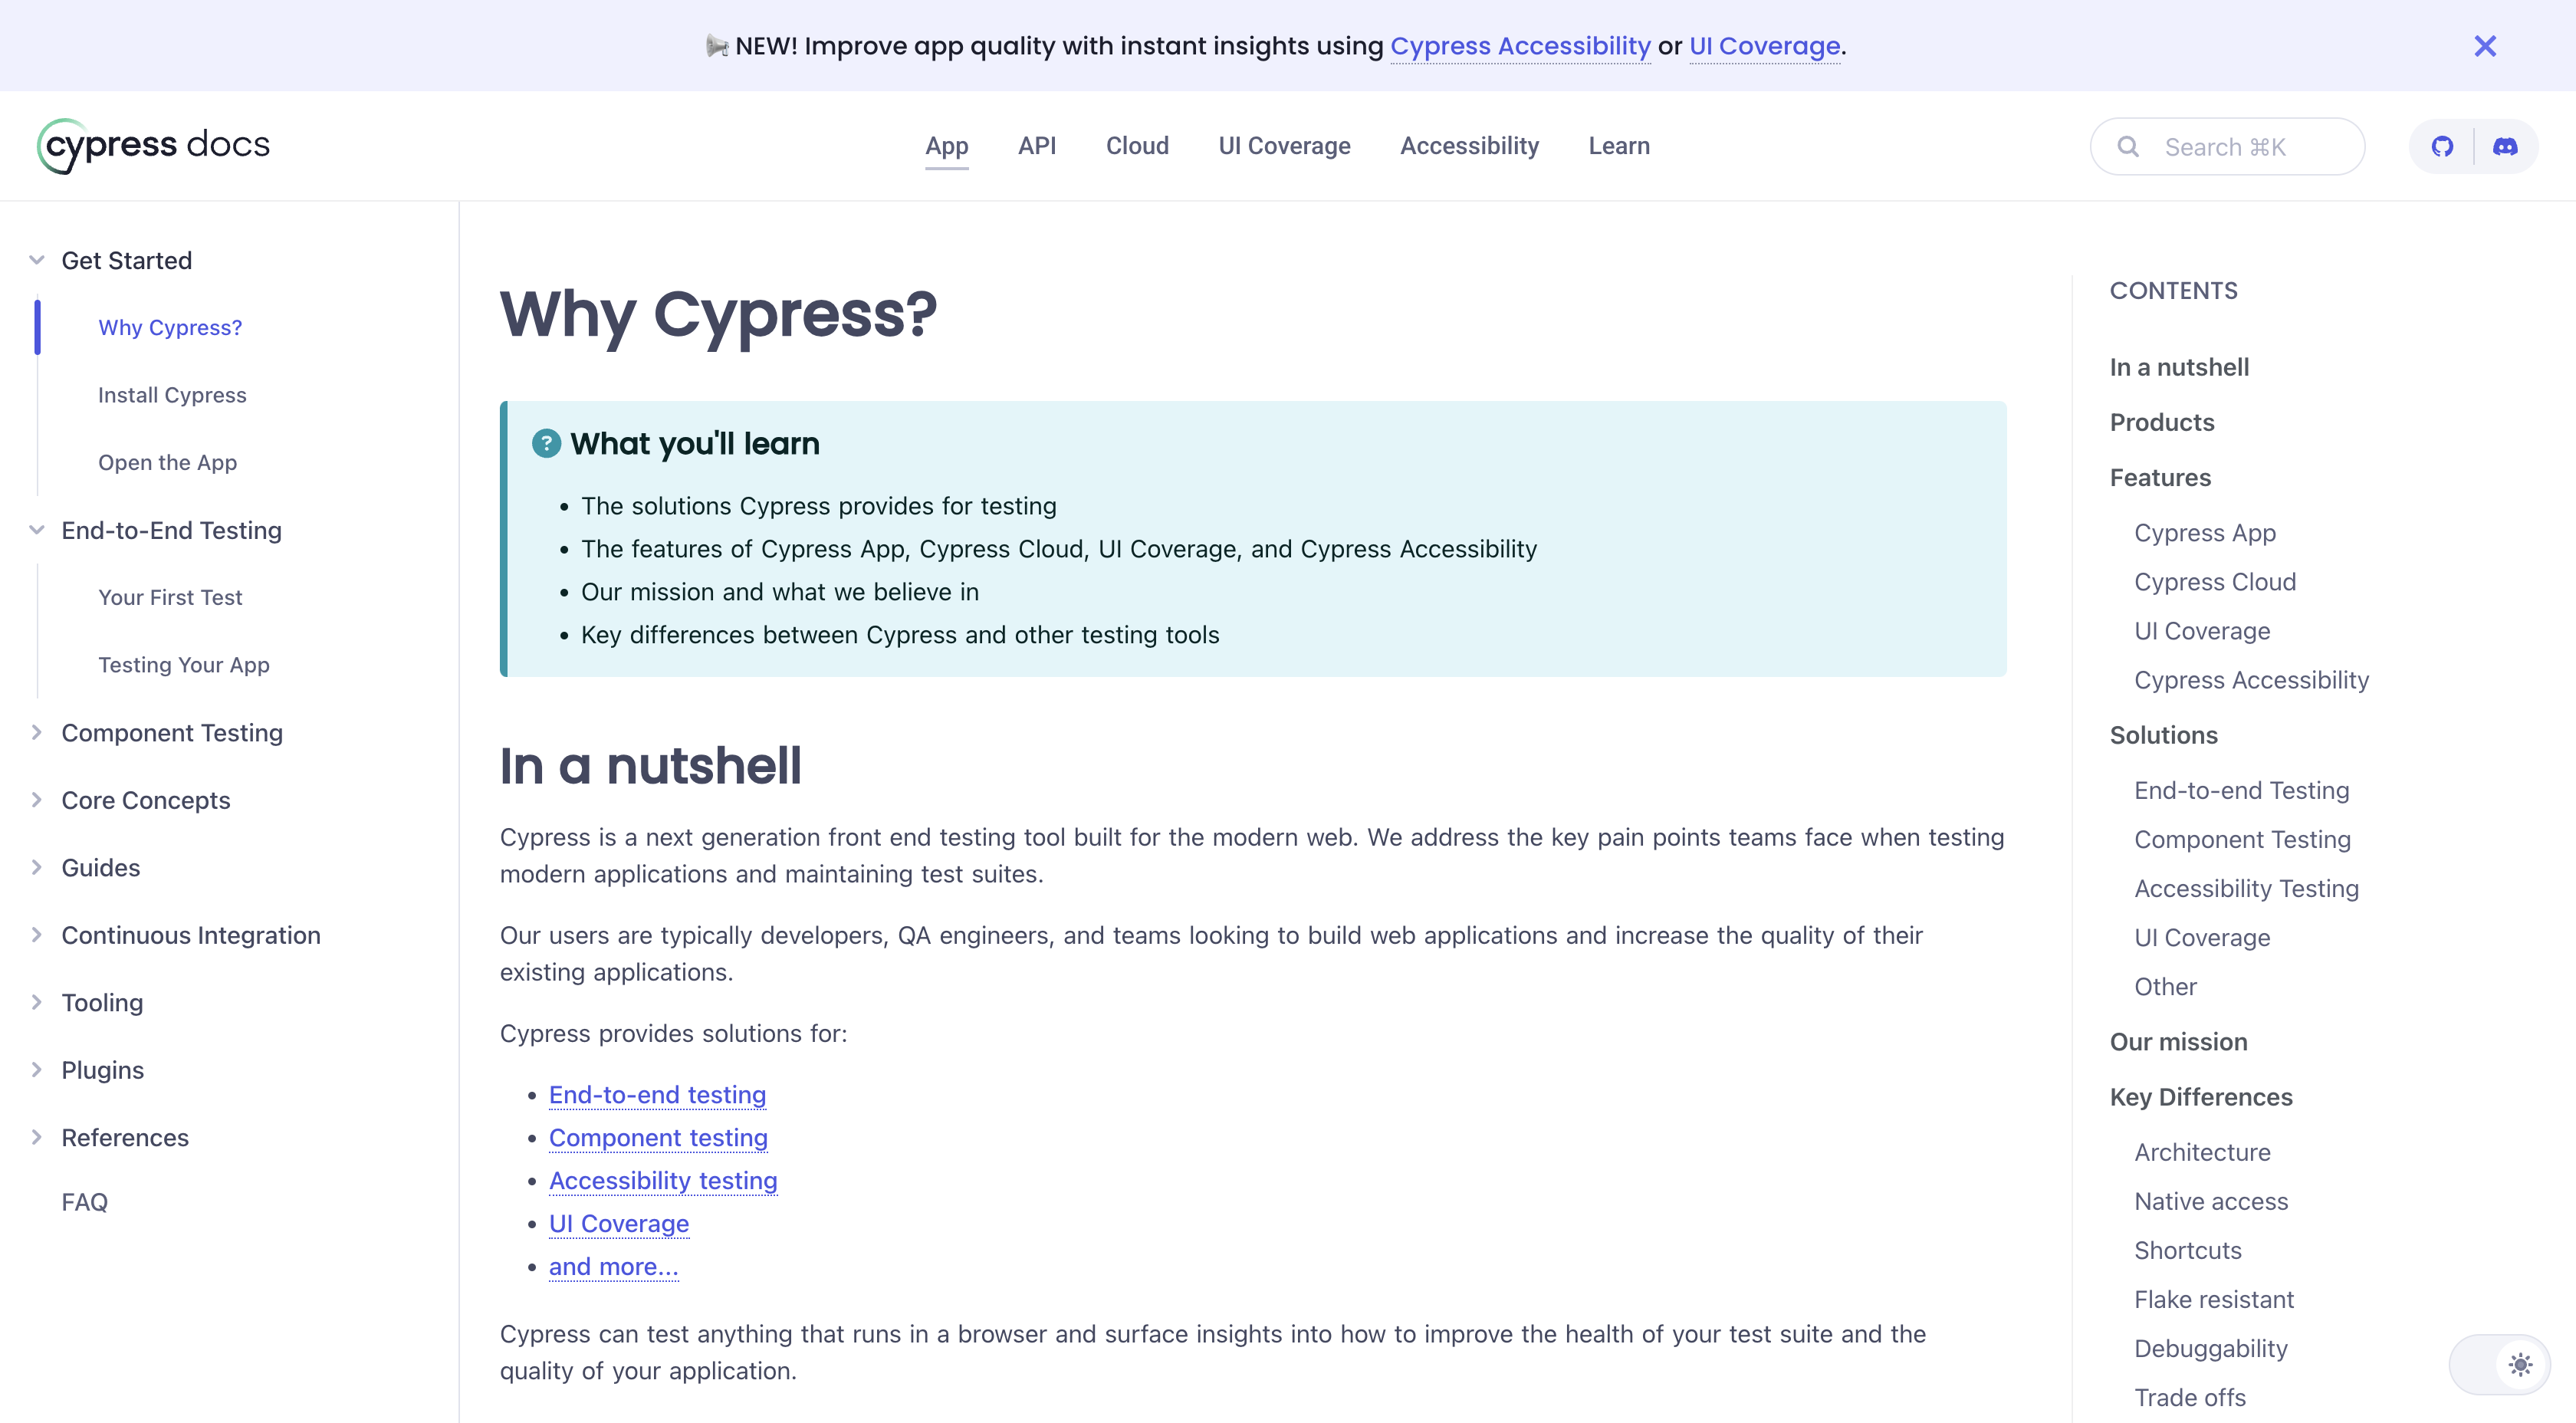 NEW! Improve app quality with instant insights using Cypress Accessibility or UI Coverage.
cypress docs
App
API
Cloud
UI Coverage
Accessibility
Learn
Search ⌘K
Get Started
Why Cypress?
Install Cypress
Open the App
End-to-End Testing
Your First Test
Testing Your App
Component Testing
Core Concepts
Guides
Continuous Integration
Tooling
Plugins
References
FAQ
Why Cypress?
What you'll learn
• The solutions Cypress provides for testing
• The features of Cypress App, Cypress Cloud, UI Coverage, and Cypress Accessibility
• Our mission and what we believe in
• Key differences between Cypress and other testing tools
In a nutshell
Cypress is a next generation front end testing tool built for the modern web. We address the key pain points teams face when testing
modern applications and maintaining test suites.
Our users are typically developers, QA engineers, and teams looking to build web applications and increase the quality of their
existing applications.
Cypress provides solutions for:
• End-to-end testing
• Component testing
• Accessibility testing
• UI Coverage
• and more...
Cypress can test anything that runs in a browser and surface insights into how to improve the health of your test suite and the
quality of your application.
CONTENTS
In a nutshell
Products
Features
Cypress App
Cypress Cloud
UI Coverage
Cypress Accessibility
Solutions
End-to-end Testing
Component Testing
Accessibility Testing
UI Coverage
Other
Our mission
Key Differences
Architecture
Native access
Shortcuts
Flake resistant
Debuggability
Trade offs